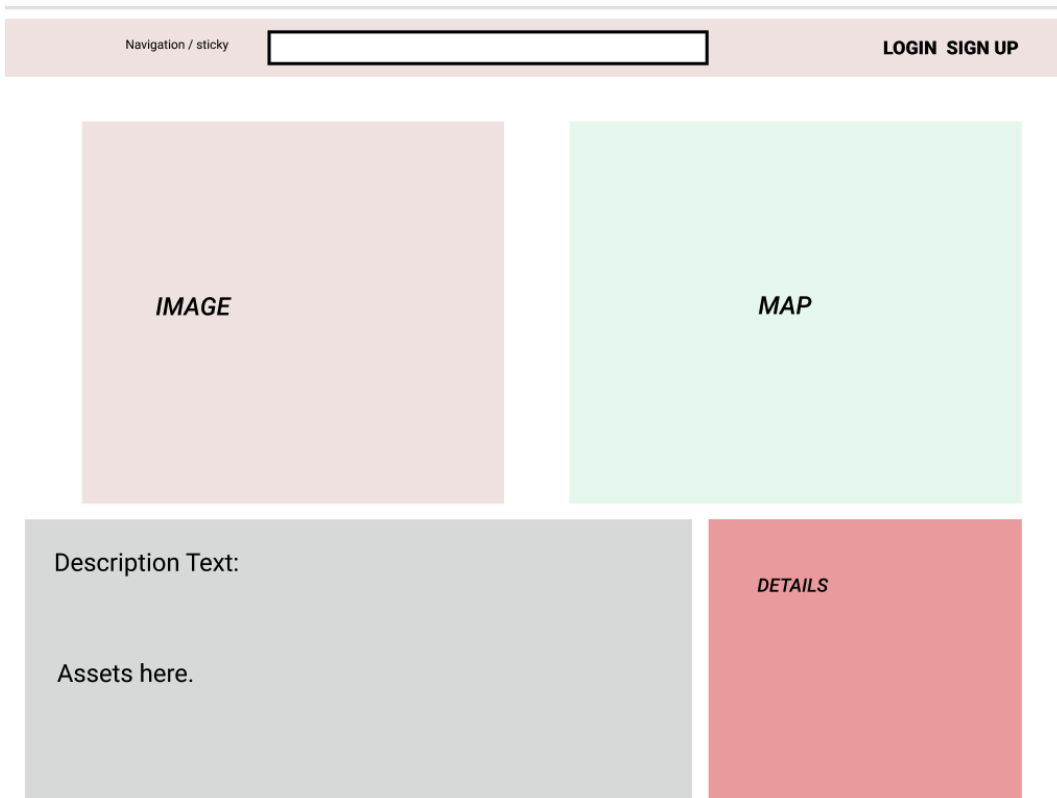 Navigation / sticky
LOGIN SIGN UP
IMAGE
MAP
Description Text:
DETAILS
Assets here.